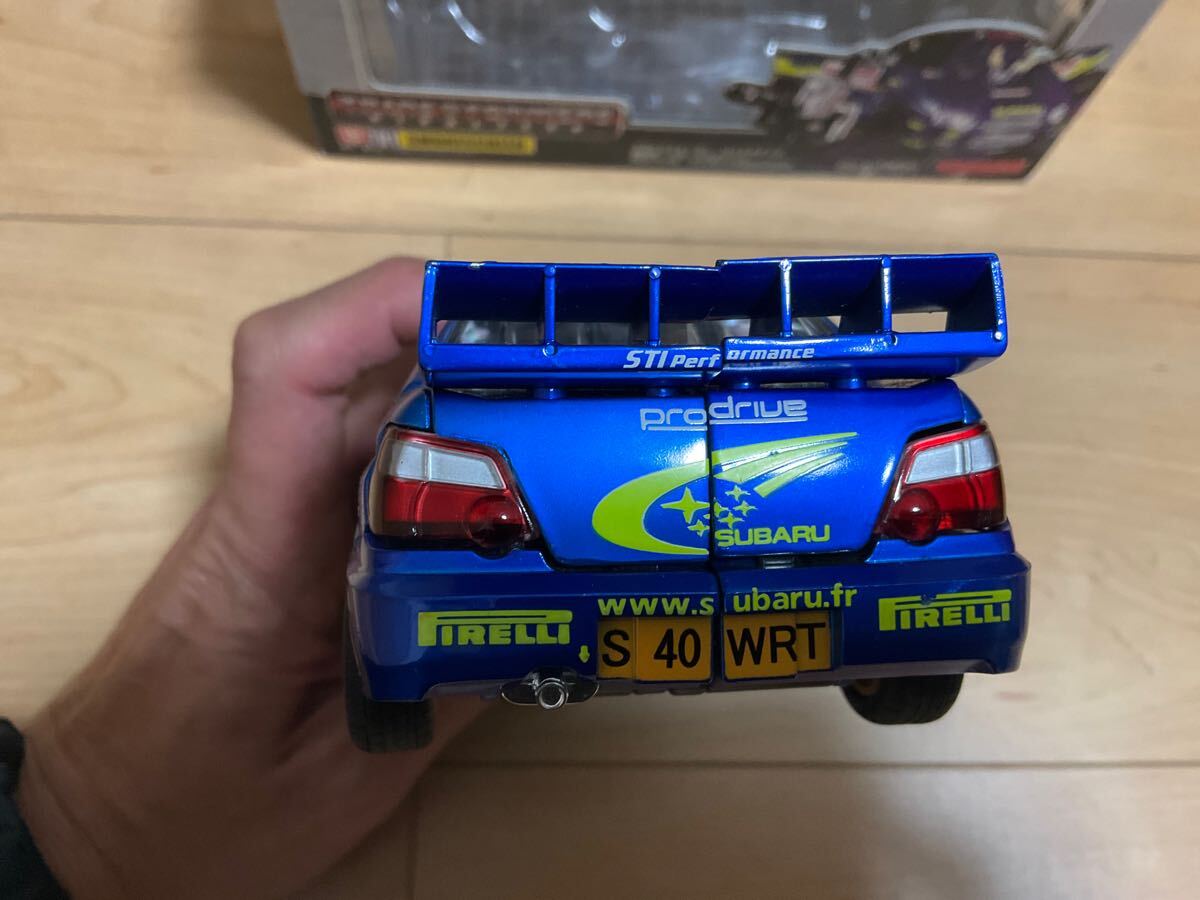 STI Performance
prodrive
SUBARU
www.subaru.fr
PIRELLI
PIRELLI
S 40 WRT